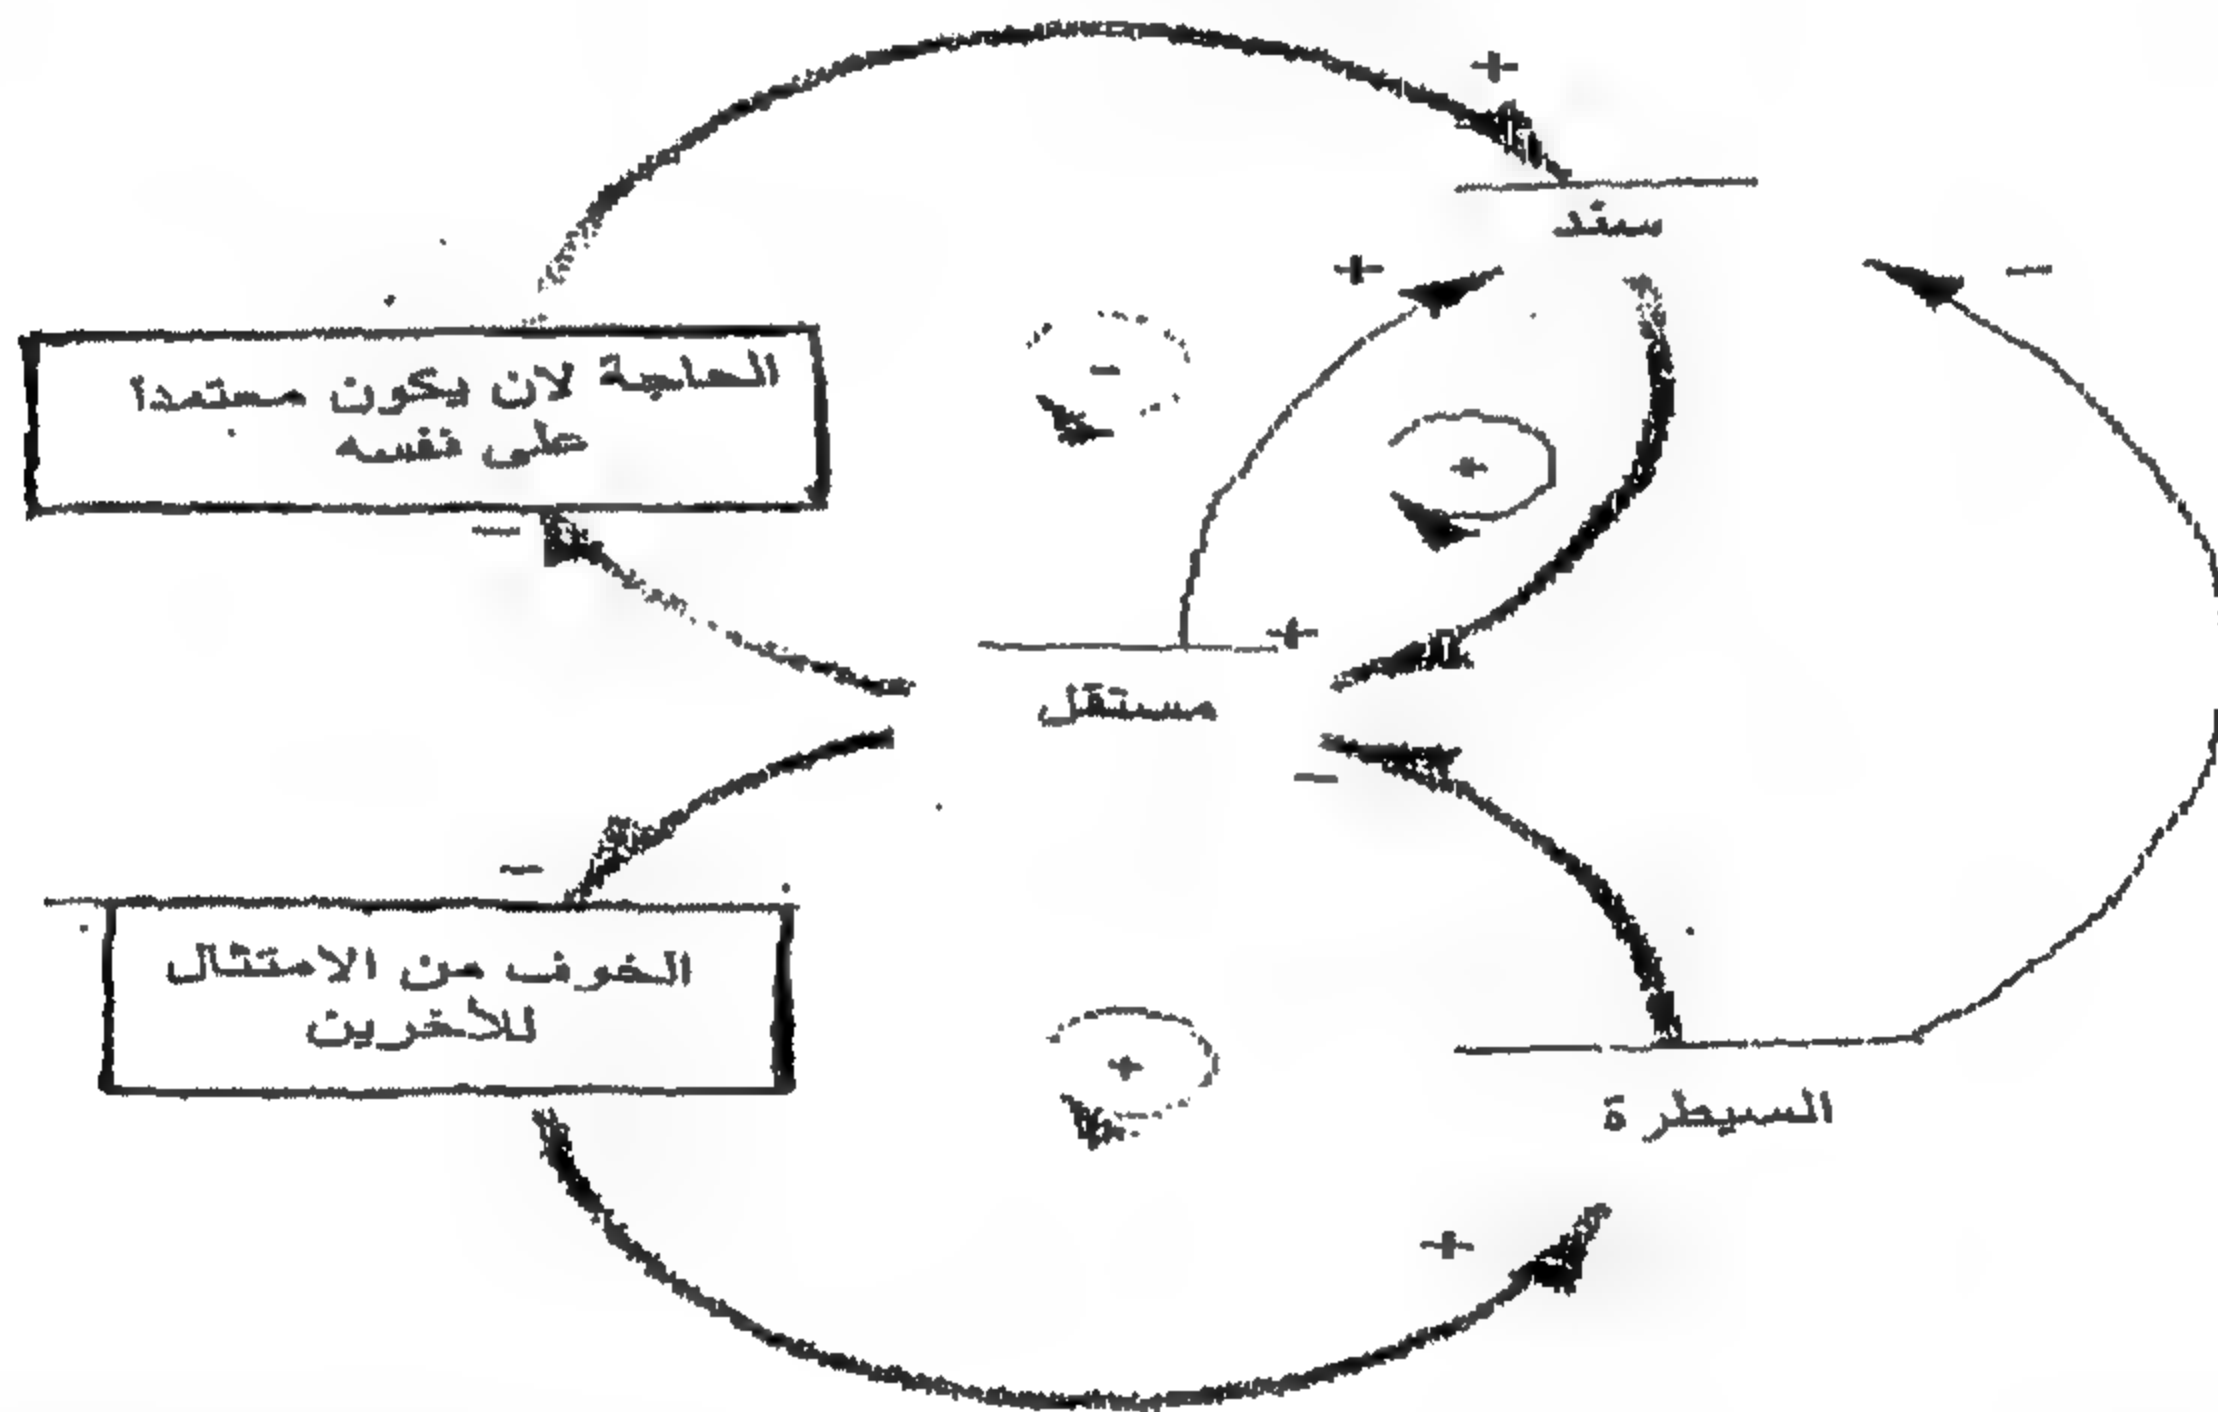 +
سند
+
−
الحاجة لان يكون معتمدا
على نفسه
−
+
−
+
مستقل
−
−
الخوف من الامتثال
للآخرين
+
السيطرة
+